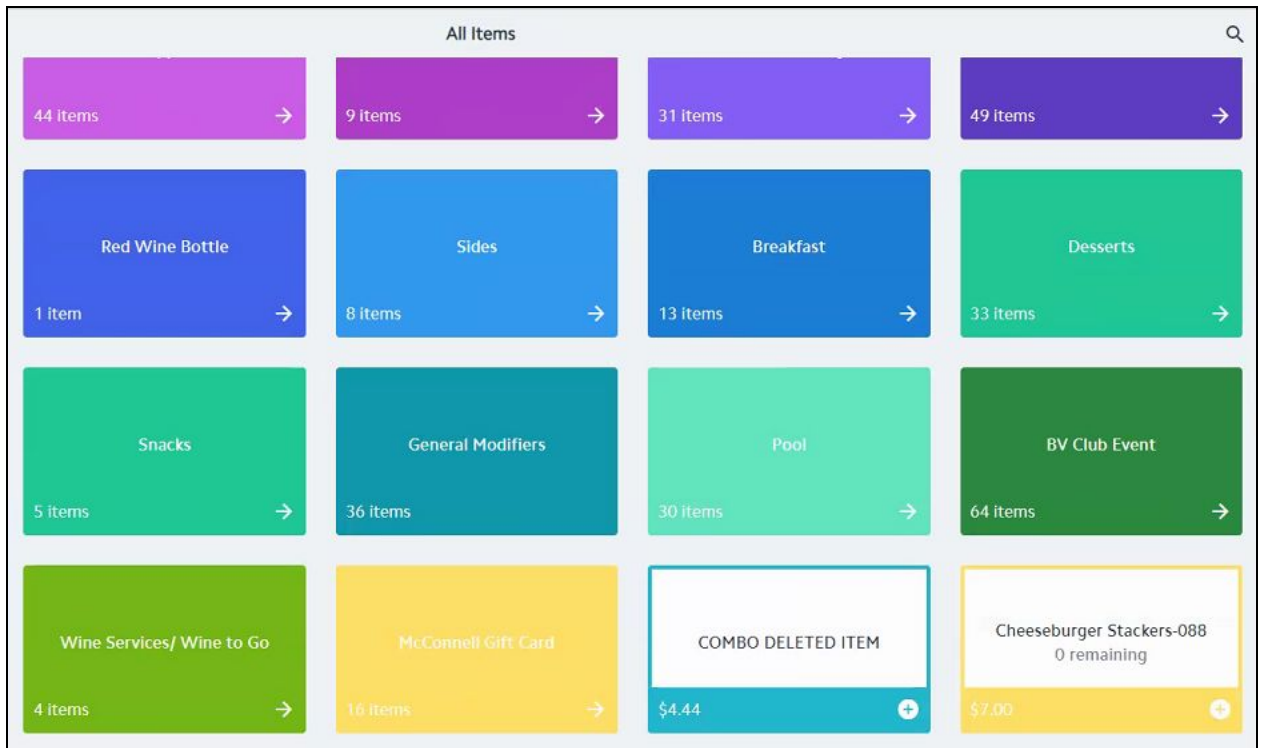 All Items
44 items
9 items
31 items
49 items
Red Wine Bottle
Sides
Breakfast
Desserts
1 item
8 items
13 items
33 items
Snacks
General Modifiers
Pool
BV Club Event
5 items
36 items
30 items
64 items
Wine Services/ Wine to Go
McConnell Gift Card
COMBO DELETED ITEM
Cheeseburger Stackers-088
0 remaining
4 items
16 items
$4.44
$7.00